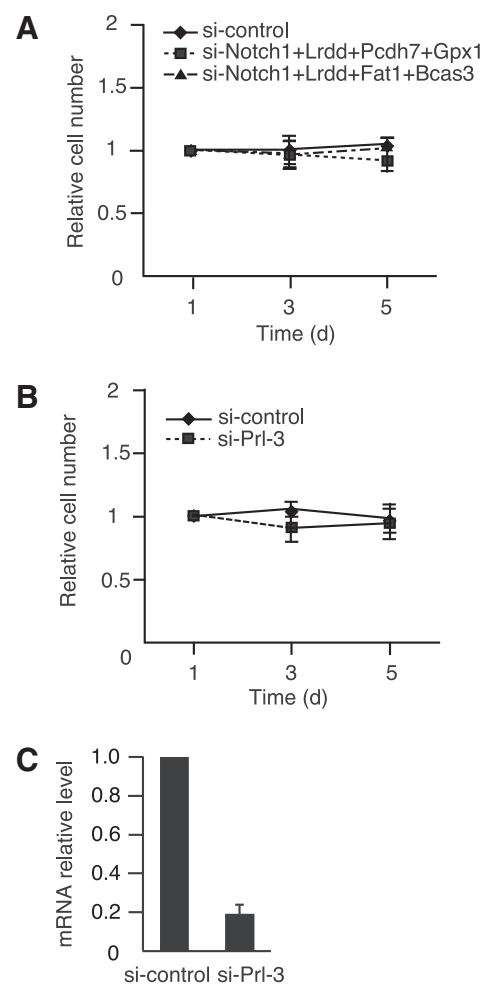 A
2
1.5
1
0.5
0
Relative cell number
si-control
si-Notch1+Lrdd+Pcdh7+Gpx1
si-Notch1+Lrdd+Fat1+Bcas3
1 3 5
Time (d)
B
2
1.5
1
0.5
0
Relative cell number
si-control
si-Prl-3
1 3 5
Time (d)
C
1.0
0.8
0.6
0.4
0.2
0
mRNA relative level
si-control si-Prl-3